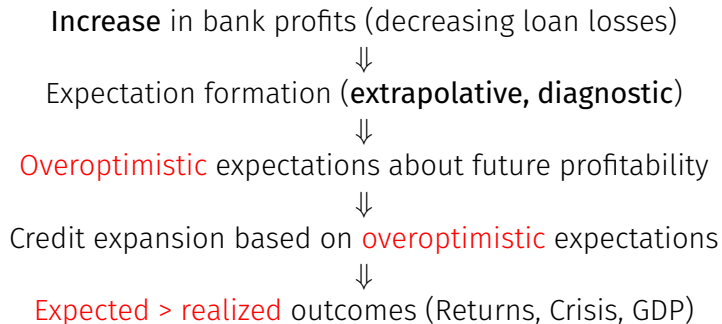 Increase in bank profits (decreasing loan losses)
⇓
Expectation formation (extrapolative, diagnostic)
⇓
Overoptimistic expectations about future profitability
⇓
Credit expansion based on overoptimistic expectations
⇓
Expected > realized outcomes (Returns, Crisis, GDP)